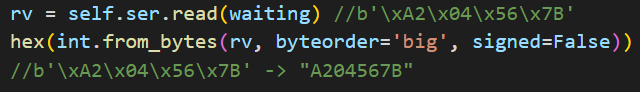 rv = self.ser.read(waiting) //b'\xA2\x04\x56\x7B'
hex(int.from_bytes(rv, byteorder='big', signed=False))
//b'\xA2\x04\x56\x7B' -> "A204567B"